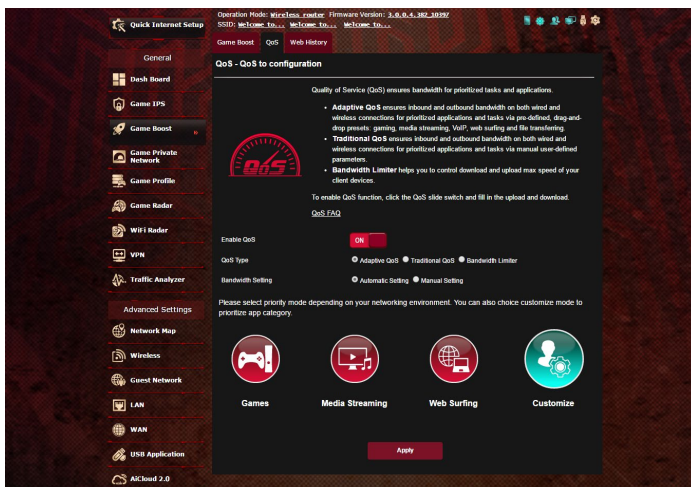 Quick Internet Setup
Operation Mode: Wireless router Firmware Version: 3.0.0.4.382_10397
SSID: Welcome to... Welcome to... Welcome to...
Game Boost QoS Web History
General
Dash Board
Game IPS
Game Boost »
Game Private
Network
Game Profile
Game Radar
WiFi Radar
VPN
Traffic Analyzer
Advanced Settings
Network Map
Wireless
Guest Network
LAN
WAN
USB Application
AiCloud 2.0
QoS - QoS to configuration
Quality of Service (QoS) ensures bandwidth for prioritized tasks and applications.
• Adaptive QoS ensures inbound and outbound bandwidth on both wired and
wireless connections for prioritized applications and tasks via pre-defined, drag-and-
drop presets: gaming, media streaming, VoIP, web surfing and file transferring.
• Traditional QoS ensures inbound and outbound bandwidth on both wired and
wireless connections for prioritized applications and tasks via manual user-defined
parameters.
• Bandwidth Limiter helps you to control download and upload max speed of your
client devices.
To enable QoS function, click the QoS slide switch and fill in the upload and download.
QoS FAQ
QoS
Enable QoS ON
QoS Type Adaptive QoS Traditional QoS Bandwidth Limiter
Bandwidth Setting Automatic Setting Manual Setting
Please select priority mode depending on your networking environment. You can also choice customize mode to
prioritize app category.
Games Media Streaming Web Surfing Customize
Apply